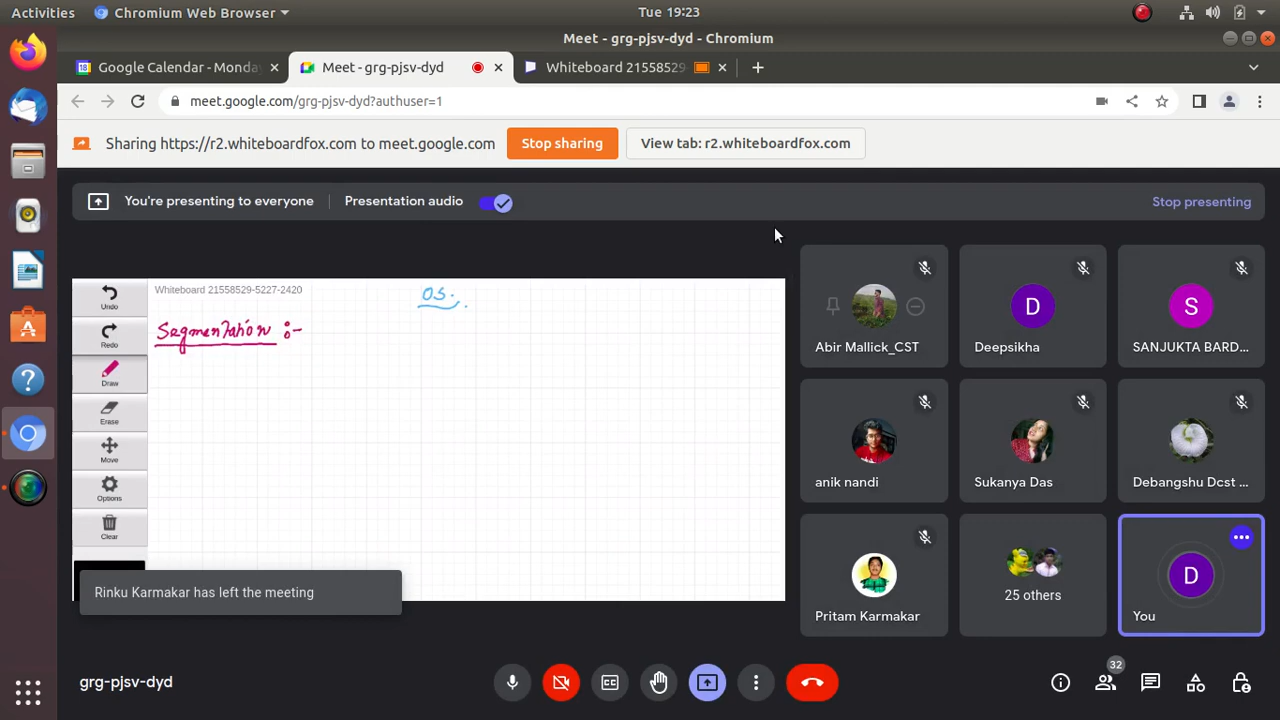 Activities
Chromium Web Browser
Tue 19:23
Meet - grg-pjsv-dyd - Chromium
18 Google Calendar - Monday
Meet - grg-pjsv-dyd
Whiteboard 21558529
meet.google.com/grg-pjsv-dyd?authuser=1
Sharing https://r2.whiteboardfox.com to meet.google.com
Stop sharing
View tab: r2.whiteboardfox.com
You're presenting to everyone
Presentation audio
Stop presenting
Whiteboard 21558529-5227-2420
OS.
Segmentation :-
Undo
Redo
Draw
Erase
Move
Options
Clear
Rinku Karmakar has left the meeting
Abir Mallick_CST
D
Deepsikha
S
SANJUKTA BARD...
anik nandi
Sukanya Das
Debangshu Dcst ...
Pritam Karmakar
25 others
D
You
grg-pjsv-dyd
CC
32